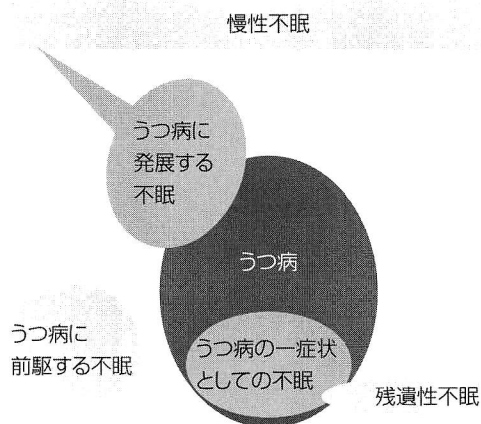 慢性不眠
うつ病に
発展する
不眠
うつ病
うつ病に
前駆する不眠
うつ病の一症状
としての不眠
残遺性不眠